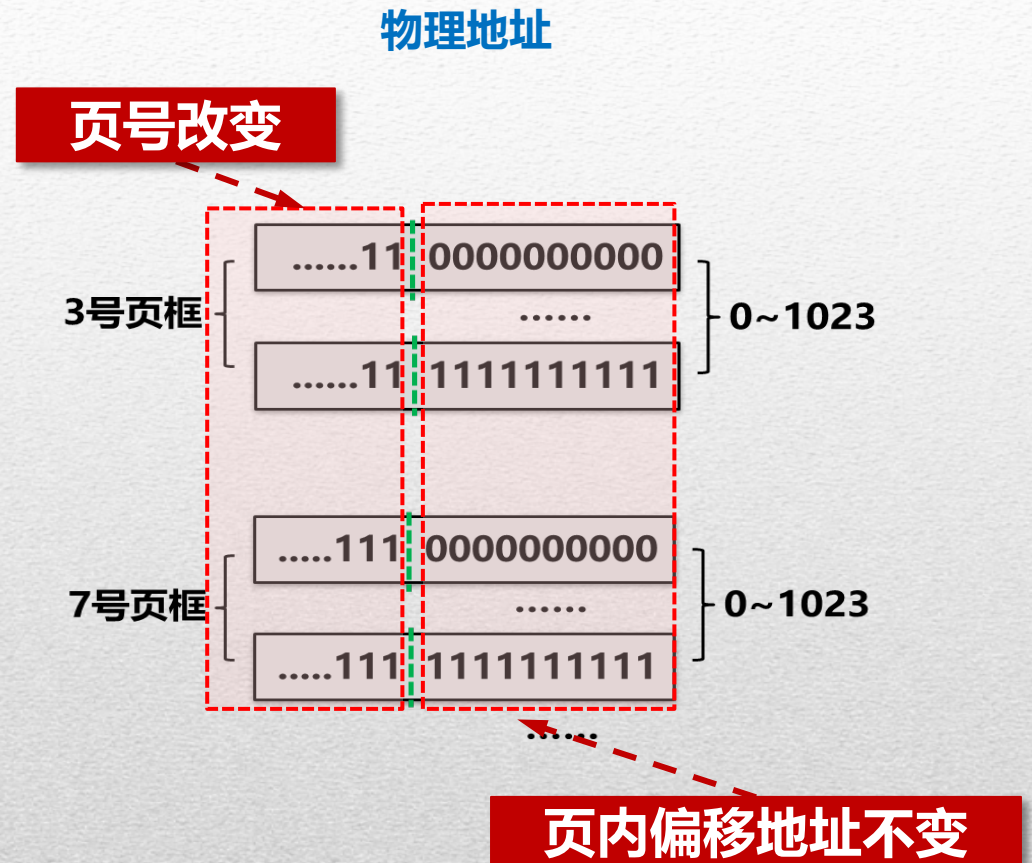 物理地址
页号改变
......11 0000000000
3号页框
......
0~1023
......11 1111111111
.....111 0000000000
7号页框
......
0~1023
.....111 1111111111
......
页内偏移地址不变